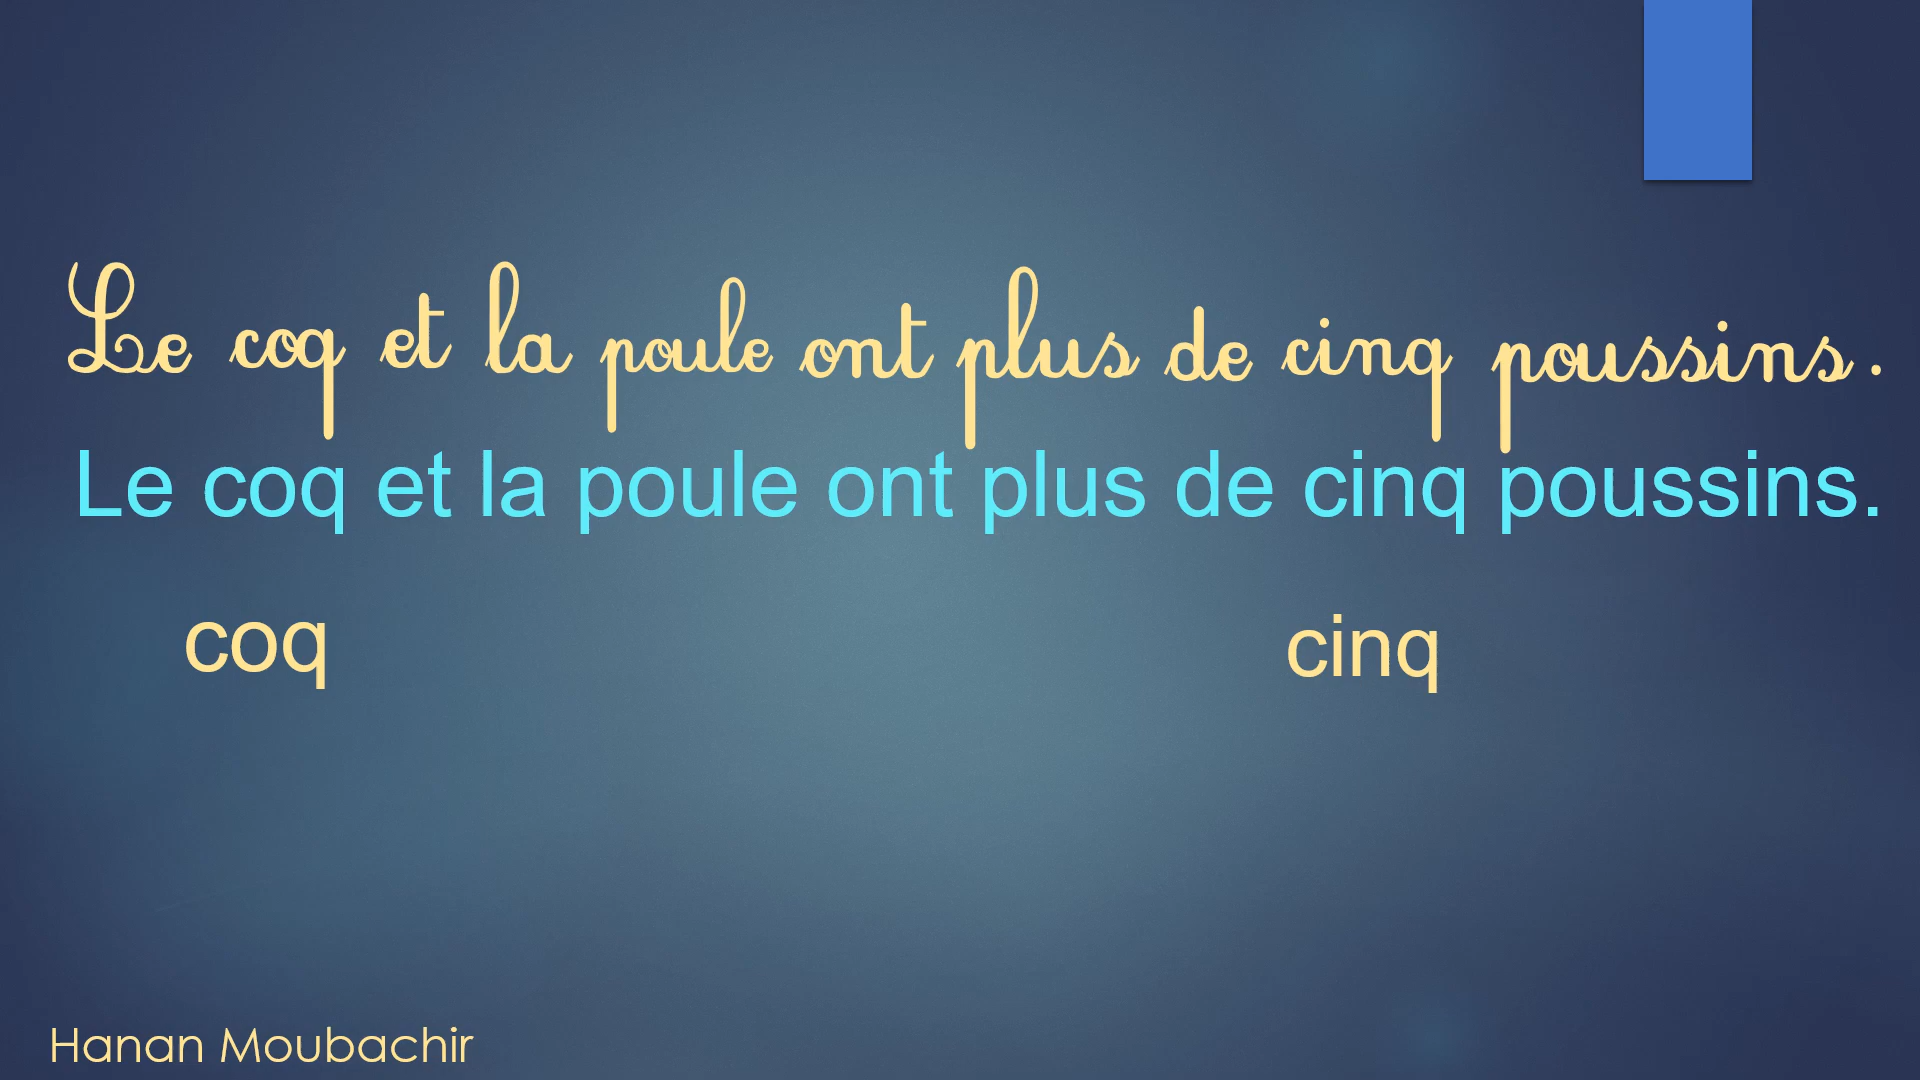 Le coq et la poule ont plus de cinq poussins.
Le coq et la poule ont plus de cinq poussins.
coq cinq
Hanan Moubachir